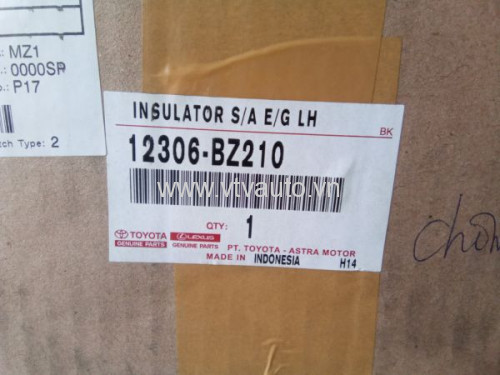 MZ1
0000SP
P17
tch Type: 2
INSULATOR S/A E/G LH
BK
12306-BZ210
www.vtvauto.vn
QTY: 1
TOYOTA LEXUS
GENUINE PARTS GENUINE PARTS
PT. TOYOTA - ASTRA MOTOR
MADE IN INDONESIA H14